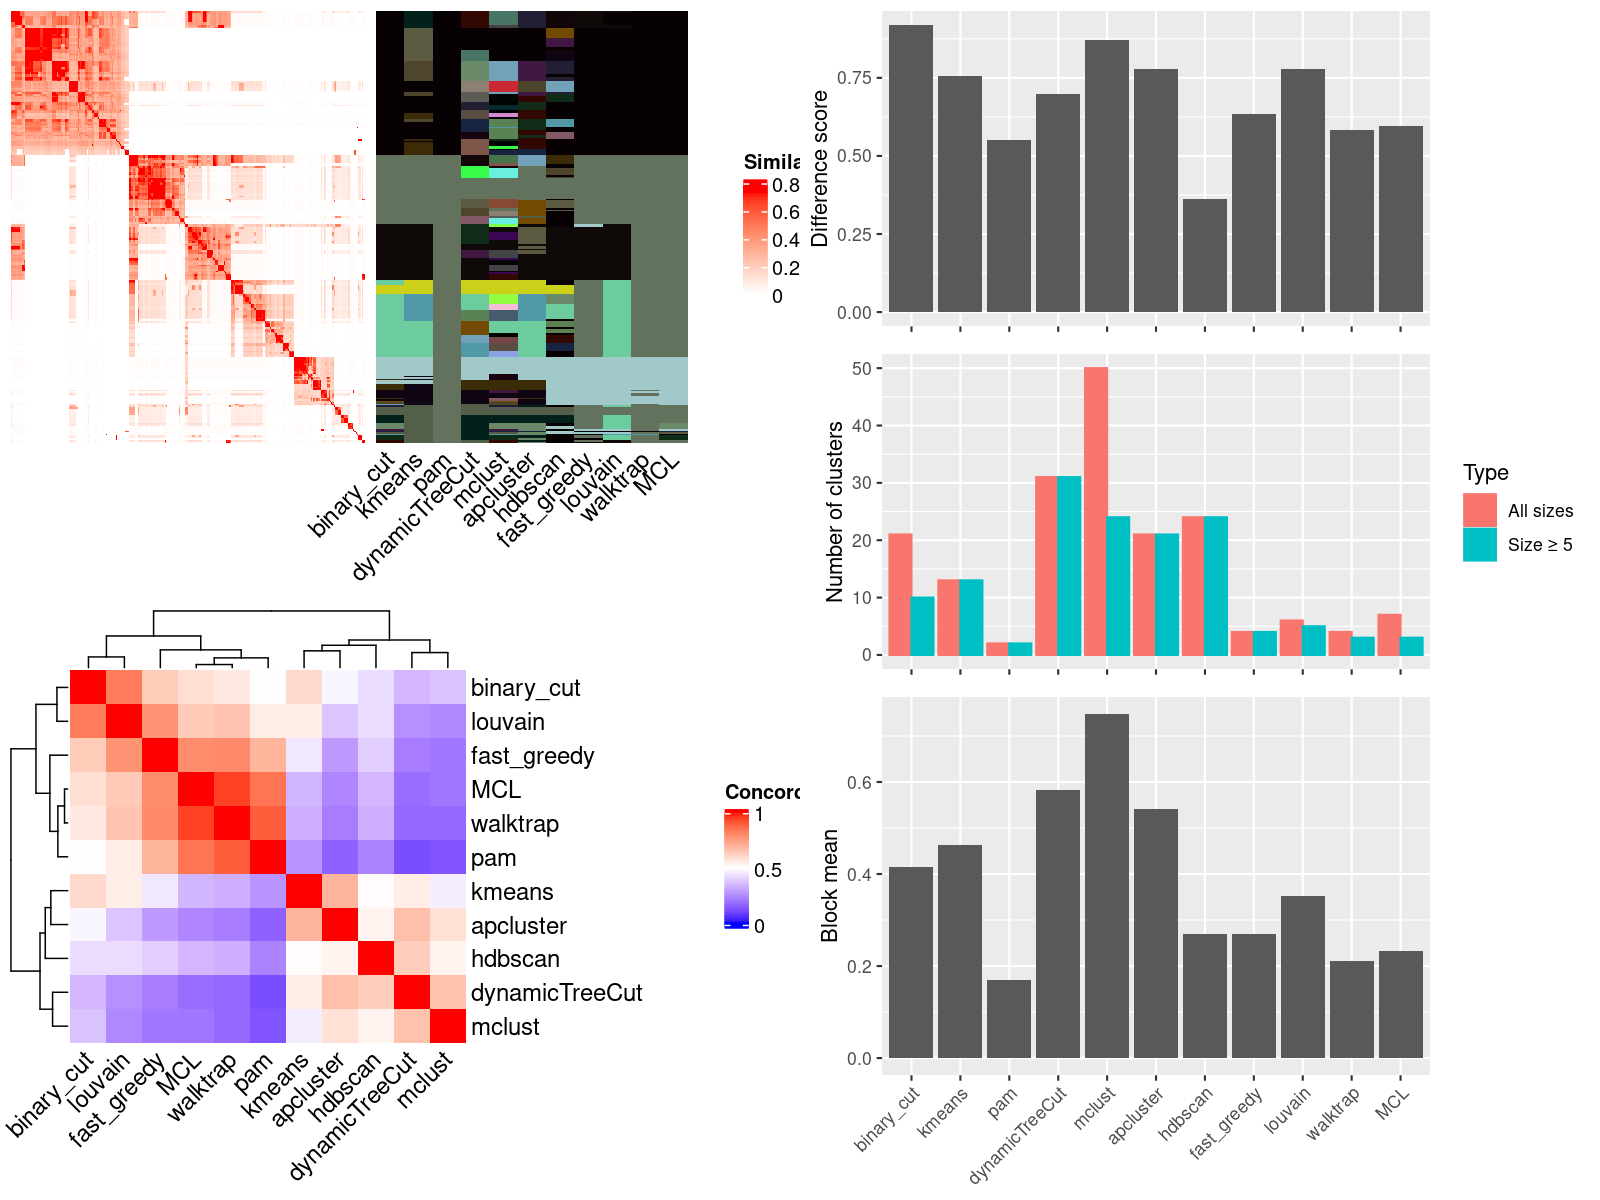 Simila
0.8
0.6
0.4
0.2
0
binary_cut
kmeans
pam
dynamicTreeCut
mclust
apcluster
hdbscan
fast_greedy
louvain
walktrap
MCL
Difference score
0.75
0.50
0.25
0.00
Number of clusters
50
40
30
20
10
0
Type
All sizes
Size ≥ 5
binary_cut
louvain
fast_greedy
MCL
walktrap
pam
kmeans
apcluster
hdbscan
dynamicTreeCut
mclust
binary_cut
louvain
fast_greedy
MCL
walktrap
pam
kmeans
apcluster
hdbscan
dynamicTreeCut
mclust
Concord
1
0.5
0
Block mean
0.6
0.4
0.2
0.0
binary_cut
kmeans
pam
dynamicTreeCut
mclust
apcluster
hdbscan
fast_greedy
louvain
walktrap
MCL